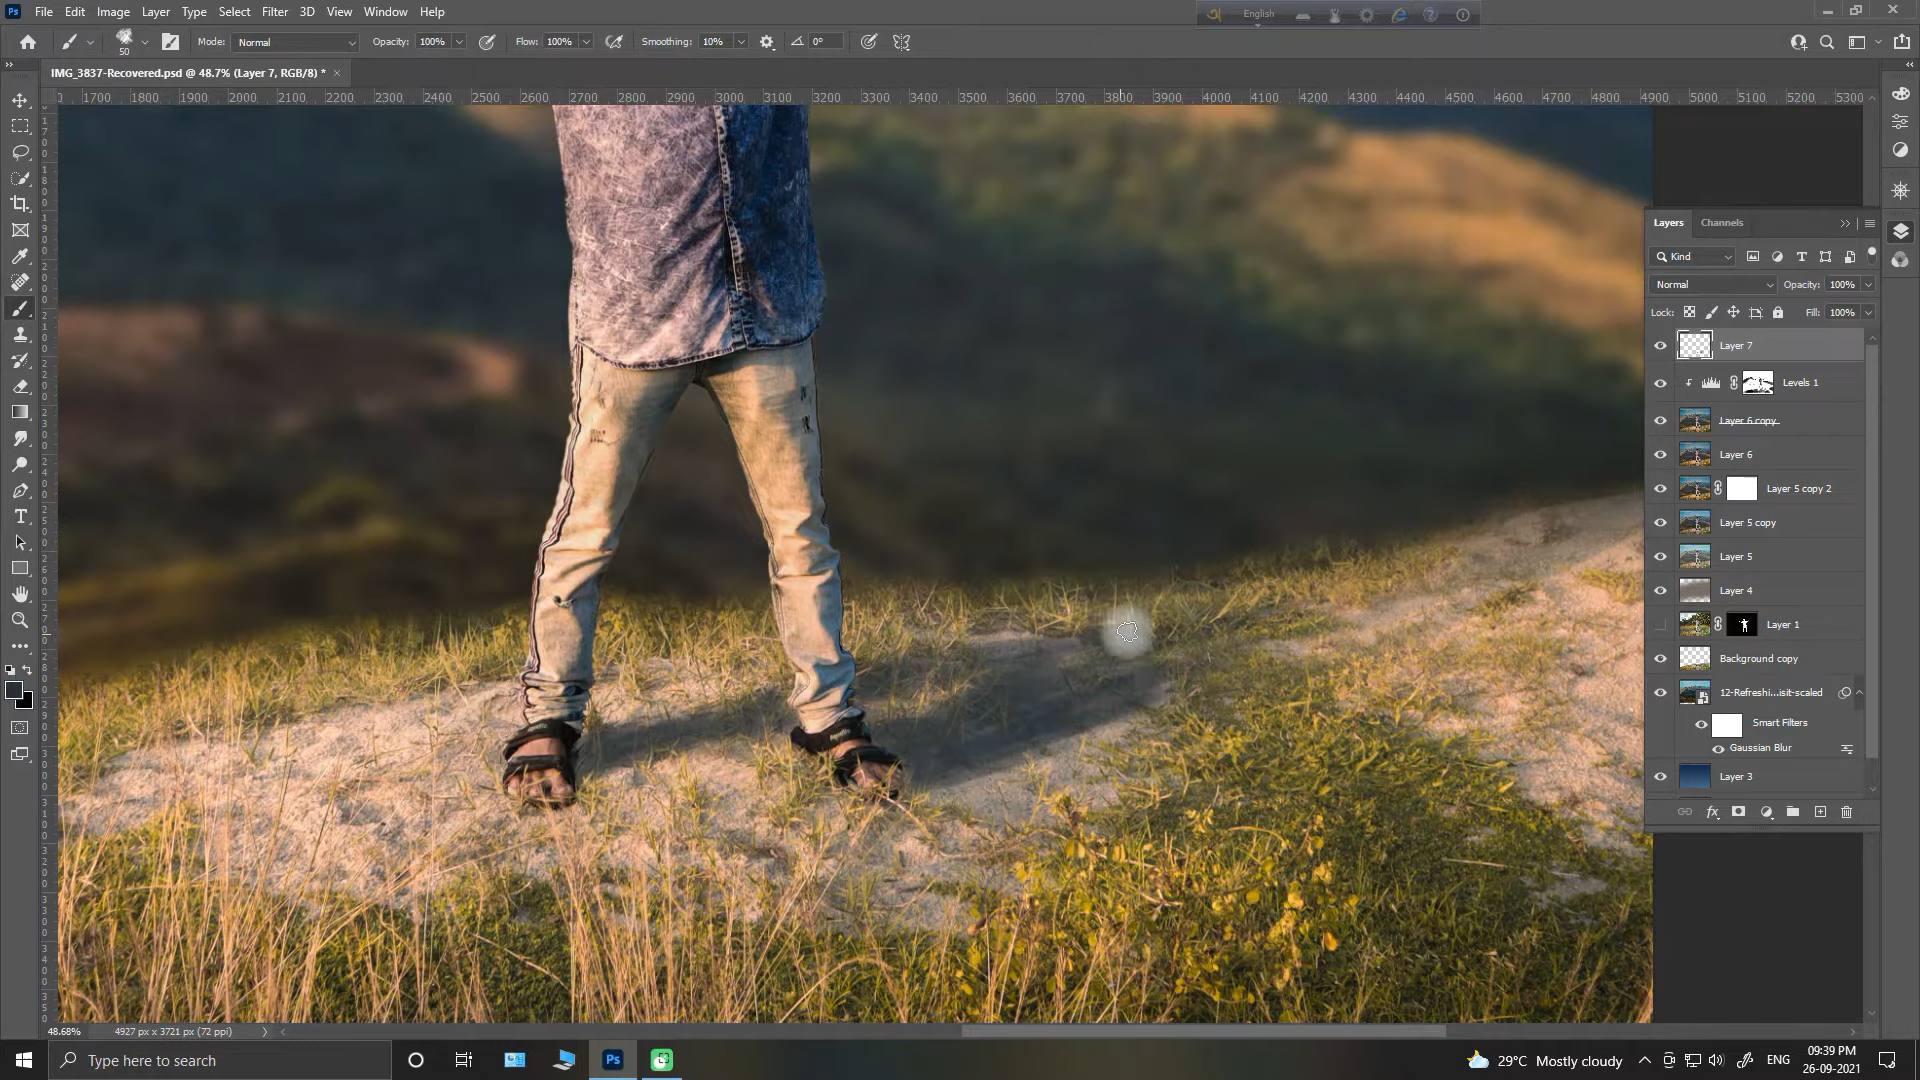 File Edit Image Layer Type Select Filter 3D View Window Help
English
50 Mode: Normal Opacity: 100% Flow: 100% Smoothing: 10% 0°
IMG_3837-Recovered.psd @ 48.7% (Layer 7, RGB/8) *
1700 1800 1900 2000 2100 2200 2300 2400 2500 2600 2700 2800 2900 3000 3100 3200 3300 3400 3500 3600 3700 3800 3900 4000 4100 4200 4300 4400 4500 4600 4700 4800 4900 5000 5100 5200 5300
Layers Channels
Kind
Normal Opacity: 100%
Lock: Fill: 100%
Layer 7
Levels 1
Layer 6 copy
Layer 6
Layer 5 copy 2
Layer 5 copy
Layer 5
Layer 4
Layer 1
Background copy
12-Refreshi...isit-scaled
Smart Filters
Gaussian Blur
Layer 3
48.68% 4927 px x 3721 px (72 ppi)
Type here to search
29°C Mostly cloudy ENG 09:39 PM
26-09-2021